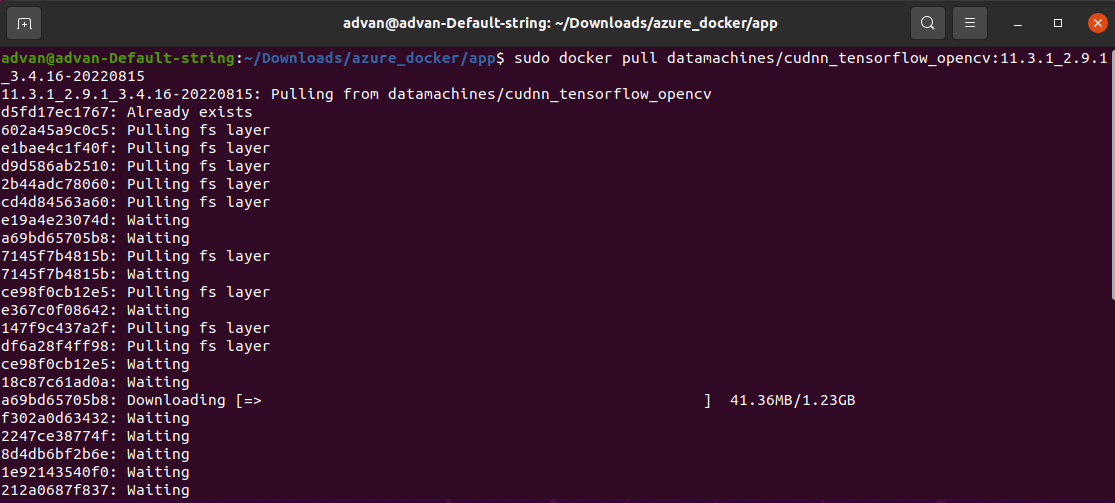 advan@advan-Default-string: ~/Downloads/azure_docker/app
advan@advan-Default-string:~/Downloads/azure_docker/app$ sudo docker pull datamachines/cudnn_tensorflow_opencv:11.3.1_2.9.1
_3.4.16-20220815
11.3.1_2.9.1_3.4.16-20220815: Pulling from datamachines/cudnn_tensorflow_opencv
d5fd17ec1767: Already exists
602a45a9c0c5: Pulling fs layer
e1bae4c1f40f: Pulling fs layer
d9d586ab2510: Pulling fs layer
2b44adc78060: Pulling fs layer
cd4d84563a60: Pulling fs layer
e19a4e23074d: Waiting
a69bd65705b8: Waiting
7145f7b4815b: Pulling fs layer
7145f7b4815b: Waiting
ce98f0cb12e5: Pulling fs layer
e367c0f08642: Waiting
147f9c437a2f: Pulling fs layer
df6a28f4ff98: Pulling fs layer
ce98f0cb12e5: Waiting
18c87c61ad0a: Waiting
a69bd65705b8: Downloading [=>                                                 ]  41.36MB/1.23GB
f302a0d63432: Waiting
2247ce38774f: Waiting
8d4db6bf2b6e: Waiting
1e92143540f0: Waiting
212a0687f837: Waiting